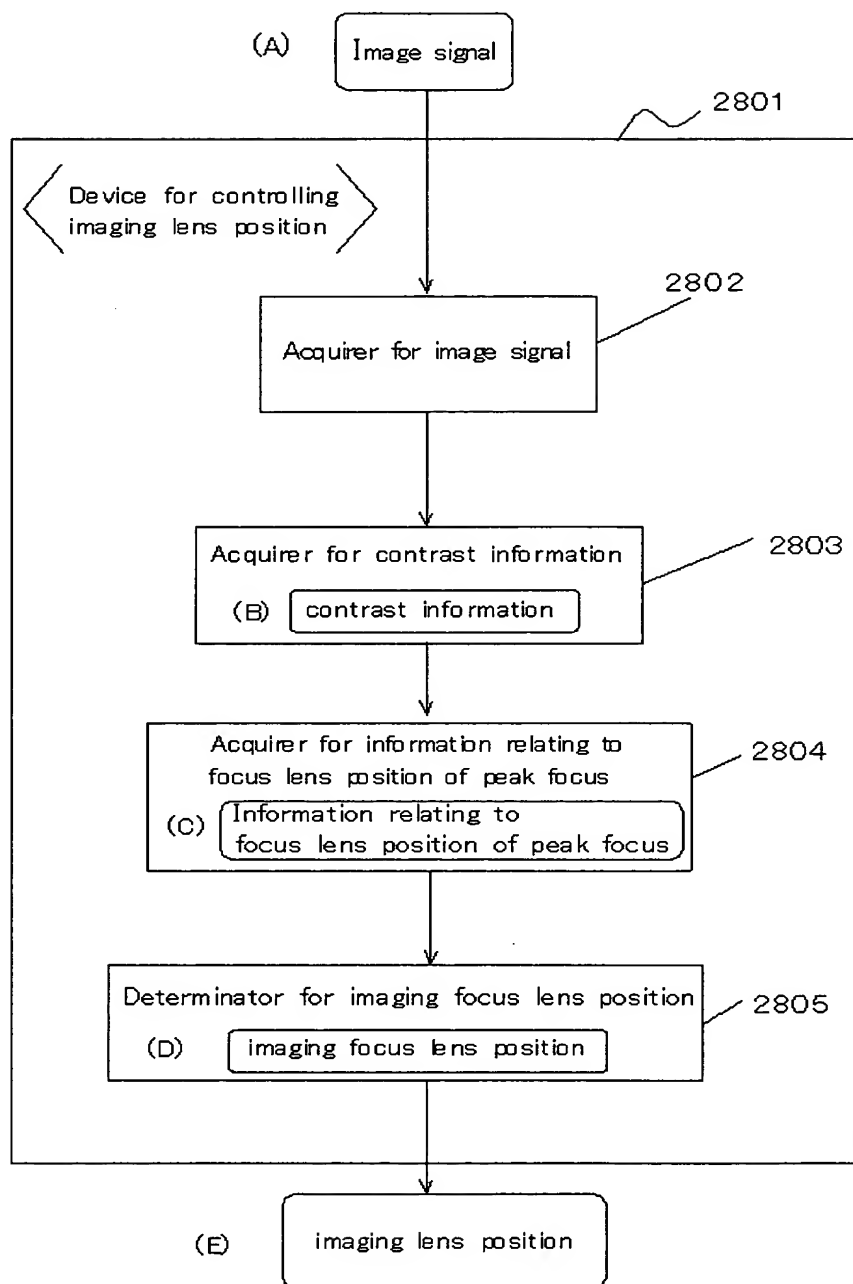 (A)
Image signal
2801
Device for controlling
imaging lens position
2802
Acquirer for image signal
2803
Acquirer for contrast information
(B)
contrast information
2804
Acquirer for information relating to
focus lens position of peak focus
(C)
Information relating to
focus lens position of peak focus
2805
Determinator for imaging focus lens position
(D)
imaging focus lens position
(E)
imaging lens position